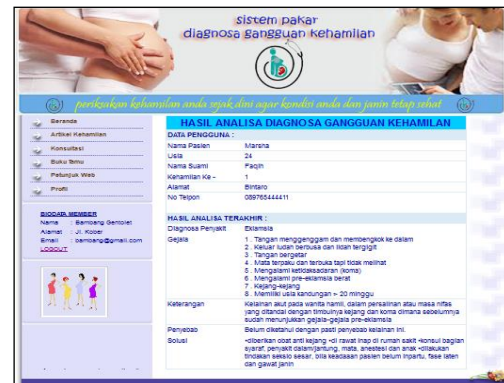 sistem pakar
diagnosa gangguan kehamilan
periksakan kehamilan anda sejak dini agar kondisi anda dan janin tetap sehat
Beranda
Artikel Kehamilan
Konsultasi
Buku Tamu
Petunjuk Web
Profil
BIODATA MEMBER
Nama : Bambang Gentolet
Alamat : Jl. Kober
Email : bambang@gmail.com
LOGOUT
HASIL ANALISA DIAGNOSA GANGGUAN KEHAMILAN
DATA PENGGUNA :
Nama Pasien Marsha
Usia 24
Nama Suami Faqih
Kehamilan Ke - 1
Alamat Bintaro
No Telpon 089765444411
HASIL ANALISA TERAKHIR :
Diagnosa Penyakit Eklamsia
Gejala 1 . Tangan menggenggam dan membengkok ke dalam
2 . Keluar ludah berbusa dan lidah tergigit
3 . Tangan bergetar
4 . Mata terpaku dan terbuka tapi tidak melihat
5 . Mengalami ketidaksadaran (koma)
6 . Mengalami pre-eklamsia berat
7 . Kejang-kejang
8 . Memiliki usia kandungan > 20 minggu
Keterangan Kelainan akut pada wanita hamil, dalam persalinan atau masa nifas
yang ditandai dengan timbulnya kejang dan koma dimana sebelumnya
sudah menunjukkan gejala-gejala pre-eklamsia
Penyebab Belum diketahui dengan pasti penyebab kelainan ini.
Solusi •diberikan obat anti kejang •di rawat inap di rumah sakit •konsul bagian
syaraf, penyakit dalam/jantung, mata, anestesi dan anak •dilakukan
tindakan seksio sesar, bila keadaaan pasien belum inpartu, fase laten
dan gawat janin